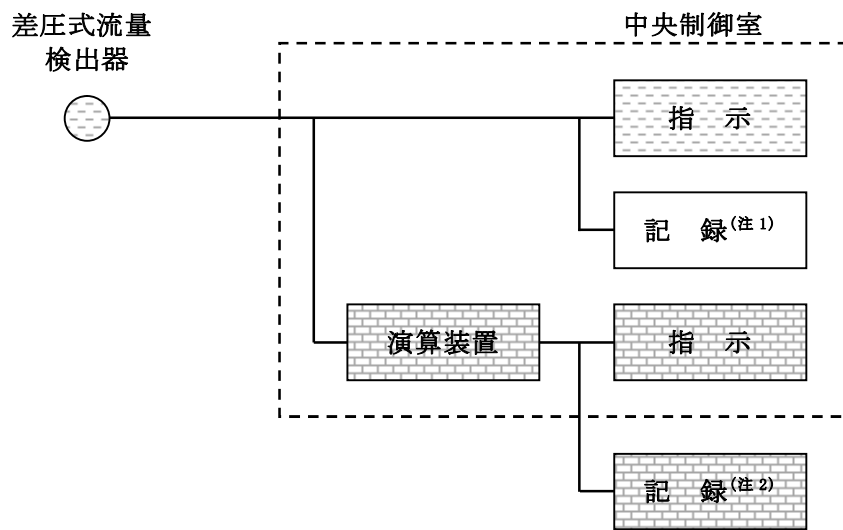 差圧式流量
検出器
中央制御室
指 示
記 録(注1)
演算装置
指 示
記 録(注2)